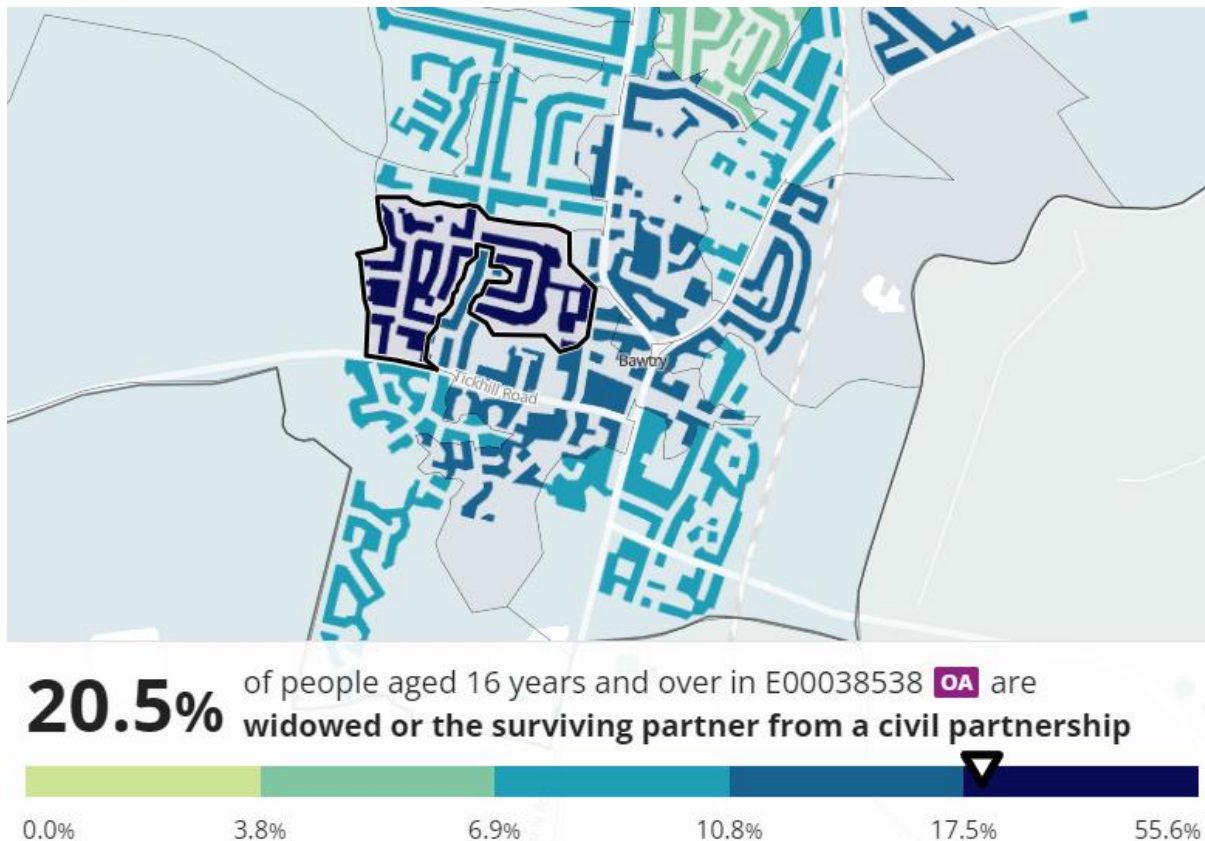 Bawtry
Tickhill Road
20.5%
of people aged 16 years and over in E00038538 OA are
widowed or the surviving partner from a civil partnership
0.0% 3.8% 6.9% 10.8% 17.5% 55.6%